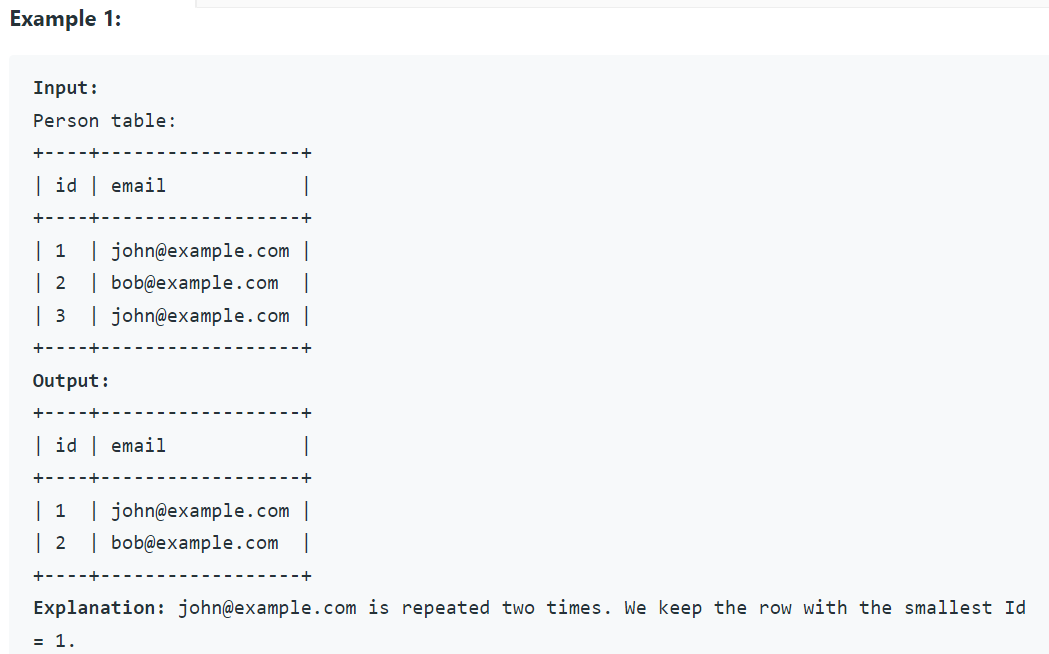 Example 1:
Input:
Person table:
+----+------------------+
| id | email            |
+----+------------------+
| 1  | john@example.com |
| 2  | bob@example.com  |
| 3  | john@example.com |
+----+------------------+
Output:
+----+------------------+
| id | email            |
+----+------------------+
| 1  | john@example.com |
| 2  | bob@example.com  |
+----+------------------+
Explanation: john@example.com is repeated two times. We keep the row with the smallest Id
= 1.